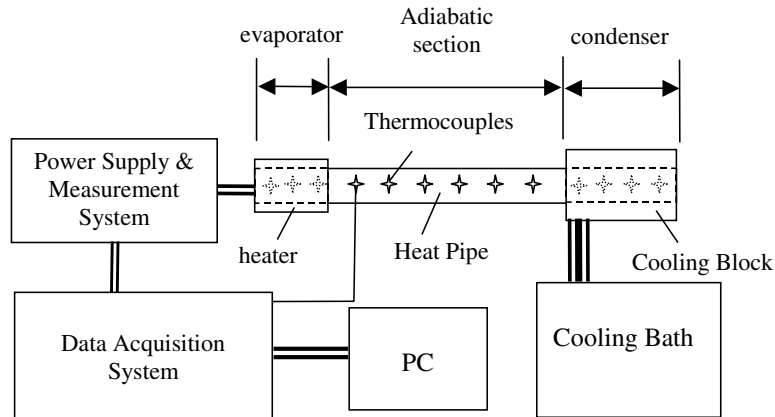 evaporator
Adiabatic
section
condenser
Thermocouples
Power Supply &
Measurement
System
heater
Heat Pipe
Cooling Block
Data Acquisition
System
PC
Cooling Bath